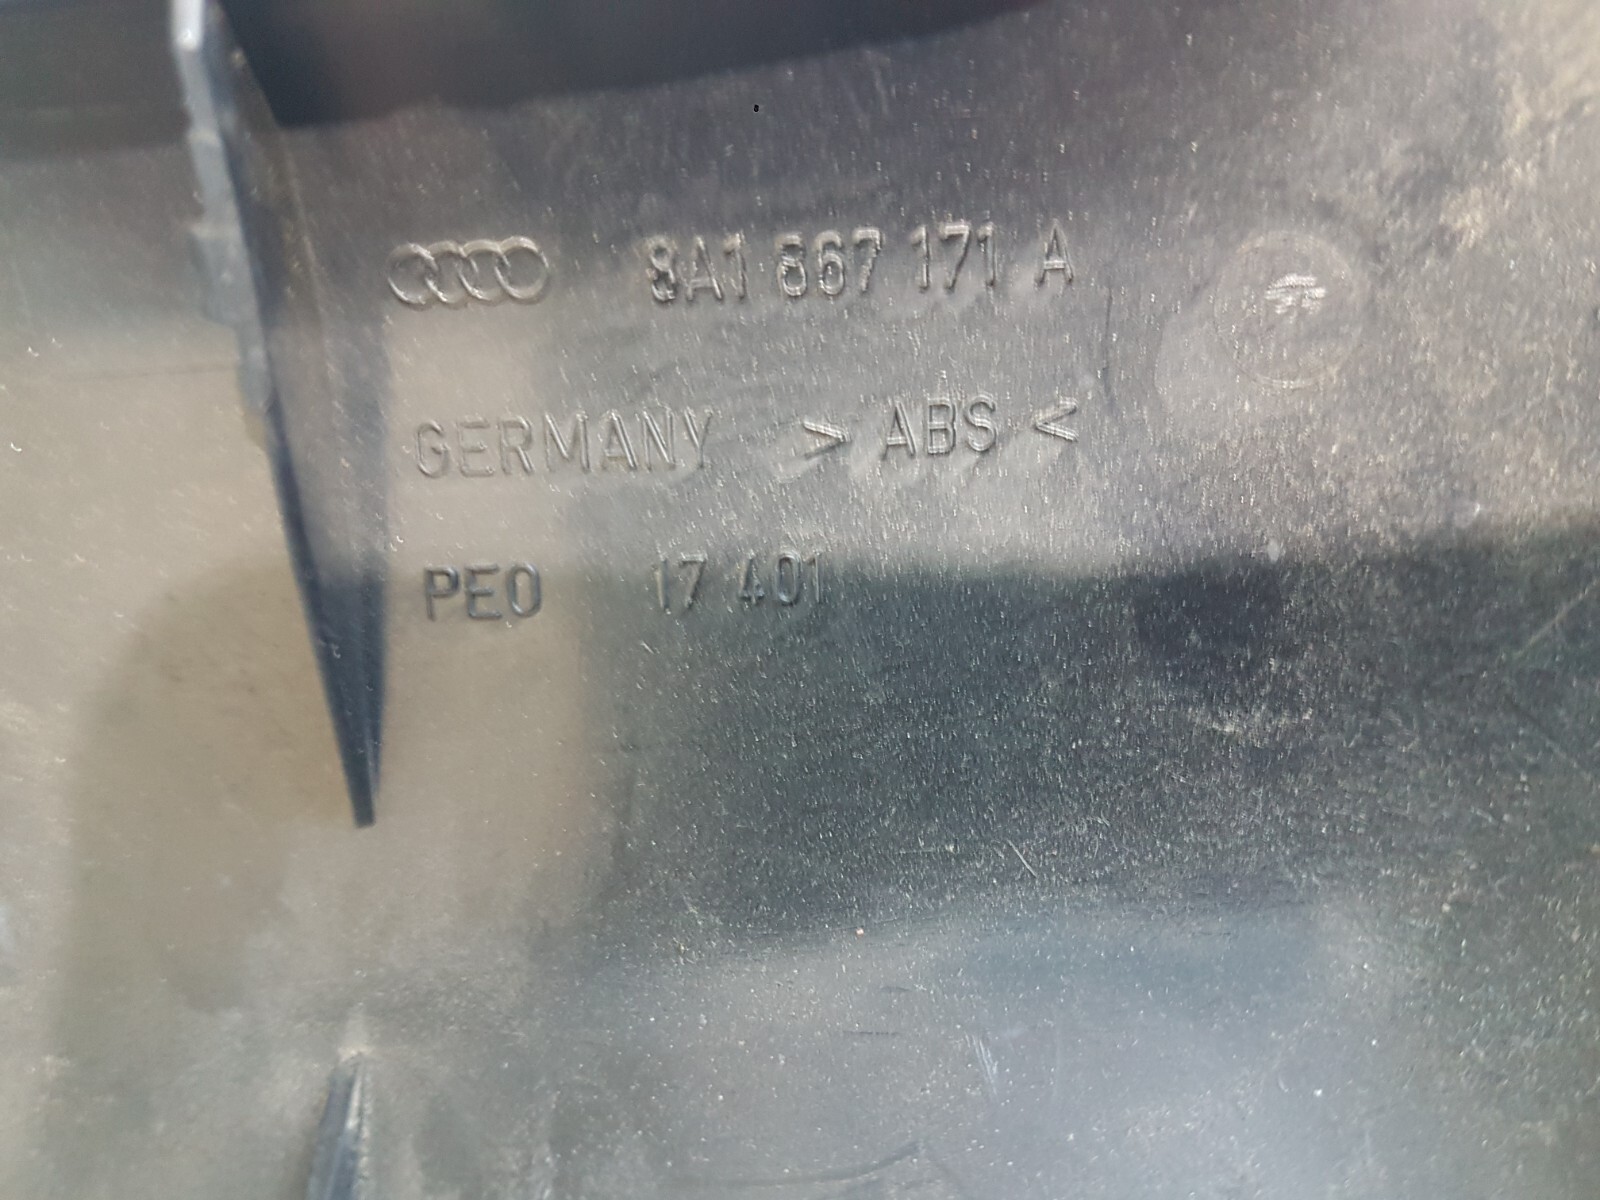 8A1 867 171 A
GERMANY > ABS <
PEO 17 401